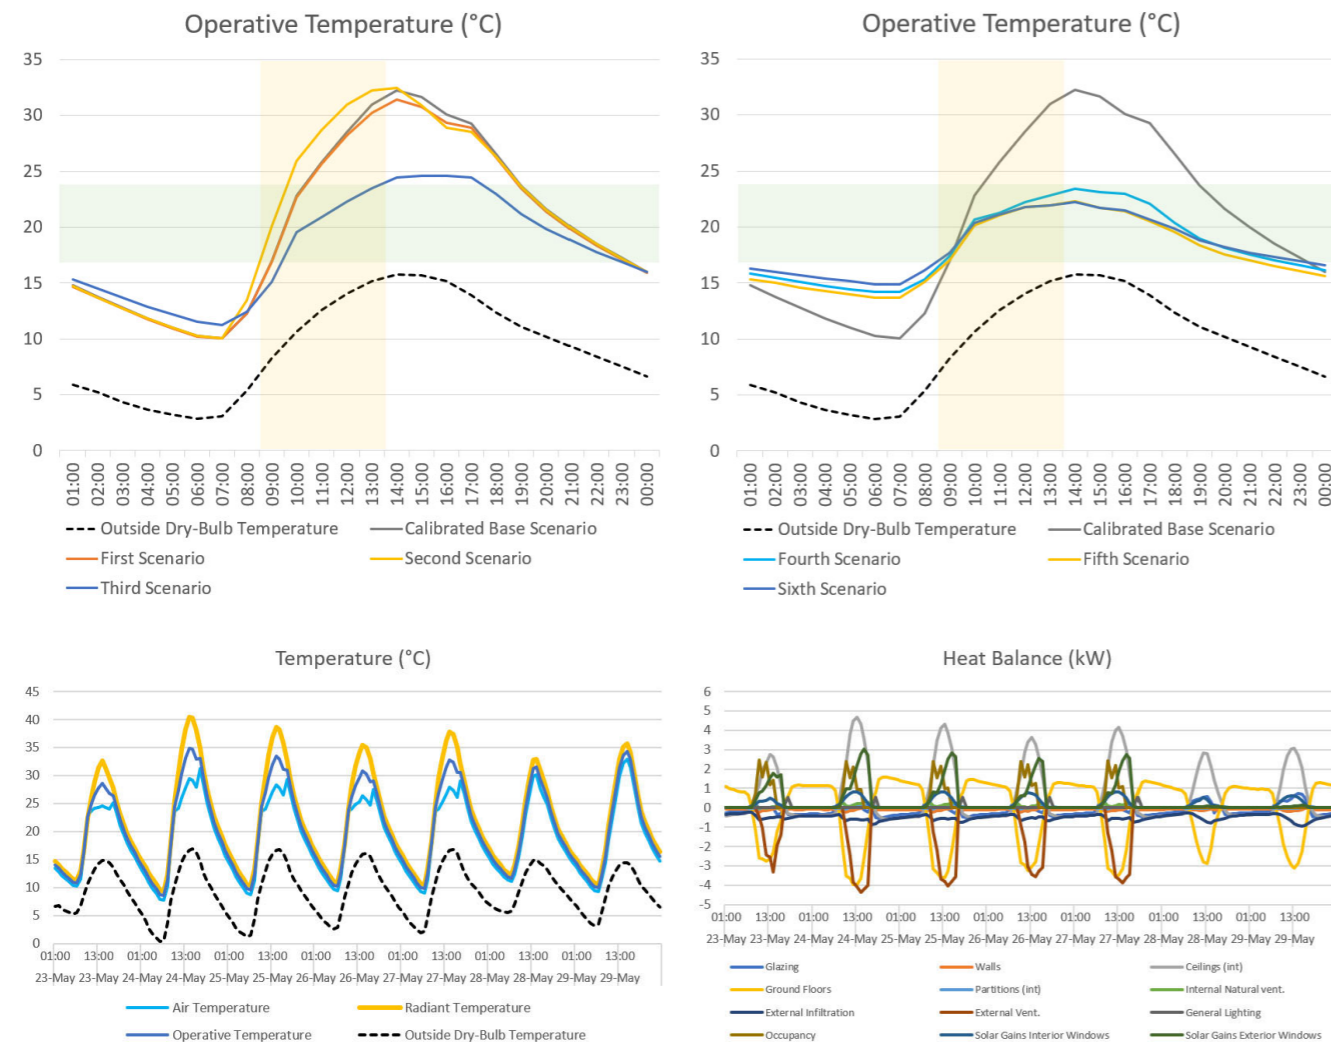 Operative Temperature (°C)
35
30
25
20
15
10
5
0
01:00 02:00 03:00 04:00 05:00 06:00 07:00 08:00 09:00 10:00 11:00 12:00 13:00 14:00 15:00 16:00 17:00 18:00 19:00 20:00 21:00 22:00 23:00 00:00
Outside Dry-Bulb Temperature Calibrated Base Scenario
First Scenario Second Scenario
Third Scenario
Operative Temperature (°C)
35
30
25
20
15
10
5
0
01:00 02:00 03:00 04:00 05:00 06:00 07:00 08:00 09:00 10:00 11:00 12:00 13:00 14:00 15:00 16:00 17:00 18:00 19:00 20:00 21:00 22:00 23:00 00:00
Outside Dry-Bulb Temperature Calibrated Base Scenario
Fourth Scenario Fifth Scenario
Sixth Scenario
Temperature (°C)
45
40
35
30
25
20
15
10
5
0
01:00 13:00 01:00 13:00 01:00 13:00 01:00 13:00 01:00 13:00 01:00 13:00 01:00 13:00
23-May 23-May 24-May 24-May 25-May 25-May 26-May 26-May 27-May 27-May 28-May 28-May 29-May 29-May
Air Temperature Radiant Temperature
Operative Temperature Outside Dry-Bulb Temperature
Heat Balance (kW)
6
5
4
3
2
1
0
-1
-2
-3
-4
-5
01:00 13:00 01:00 13:00 01:00 13:00 01:00 13:00 01:00 13:00 01:00 13:00 01:00 13:00
23-May 23-May 24-May 24-May 25-May 25-May 26-May 26-May 27-May 27-May 28-May 28-May 29-May 29-May
Glazing Walls Ceilings (int)
Ground Floors Partitions (int) Internal Natural vent.
External Infiltration External Vent. General Lighting
Occupancy Solar Gains Interior Windows Solar Gains Exterior Windows